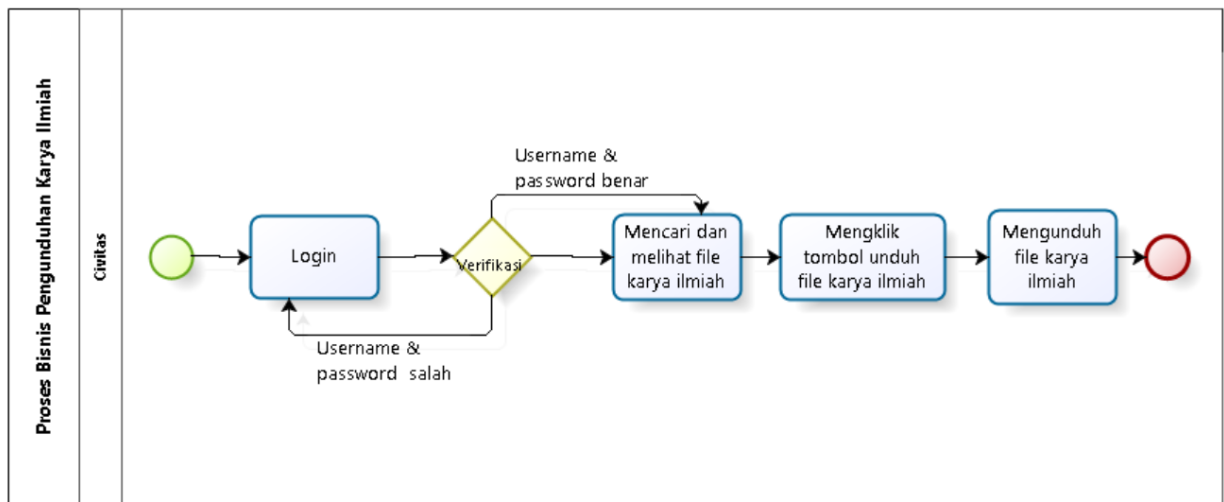 Proses Bisnis Pengunduhan Karya Ilmiah
Civitas
Login
Verifikasi
Username &
password benar
Username &
password  salah
Mencari dan
melihat file
karya ilmiah
Mengklik
tombol unduh
file karya ilmiah
Mengunduh
file karya
ilmiah